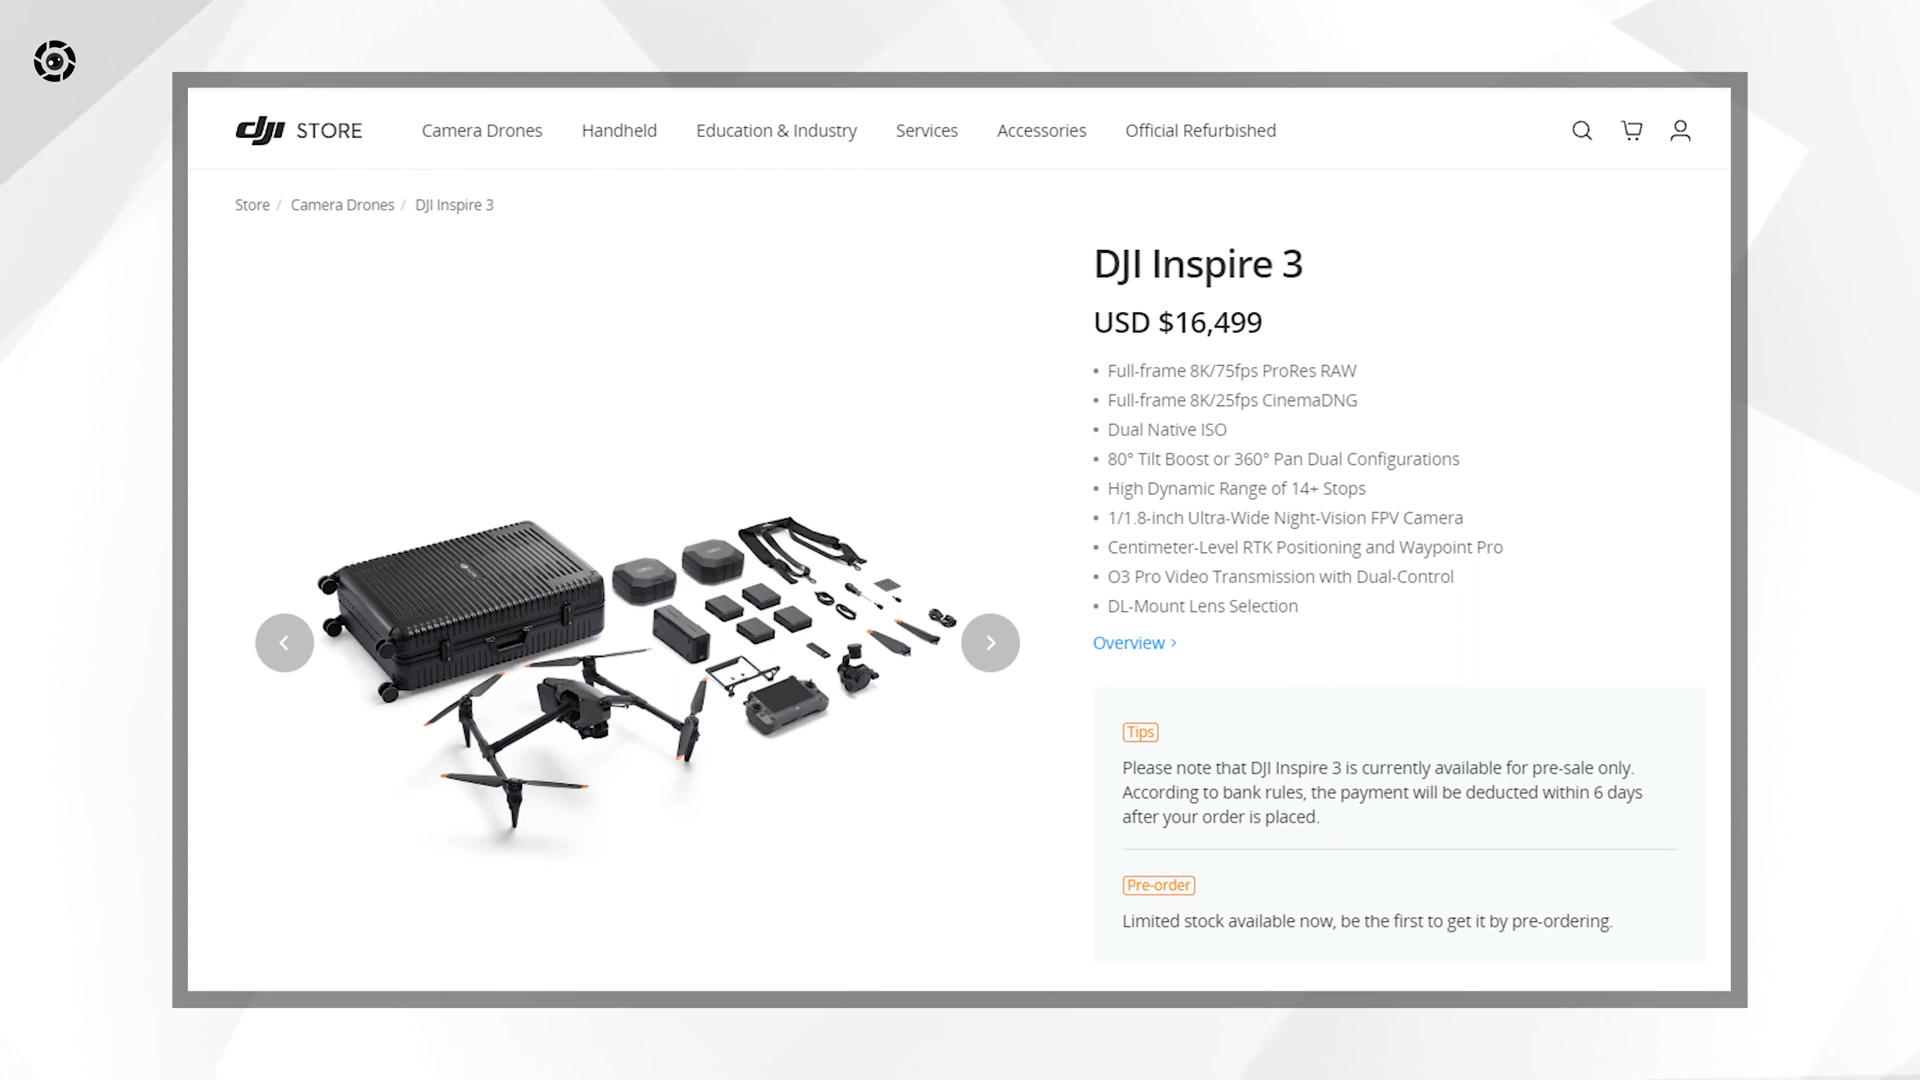 dji STORE
Camera Drones
Handheld
Education & Industry
Services
Accessories
Official Refurbished
Store / Camera Drones / DJI Inspire 3
DJI Inspire 3
USD $16,499
• Full-frame 8K/75fps ProRes RAW
• Full-frame 8K/25fps CinemaDNG
• Dual Native ISO
• 80° Tilt Boost or 360° Pan Dual Configurations
• High Dynamic Range of 14+ Stops
• 1/1.8-inch Ultra-Wide Night-Vision FPV Camera
• Centimeter-Level RTK Positioning and Waypoint Pro
• O3 Pro Video Transmission with Dual-Control
• DL-Mount Lens Selection
Overview ›
Tips
Please note that DJI Inspire 3 is currently available for pre-sale only.
According to bank rules, the payment will be deducted within 6 days
after your order is placed.
Pre-order
Limited stock available now, be the first to get it by pre-ordering.